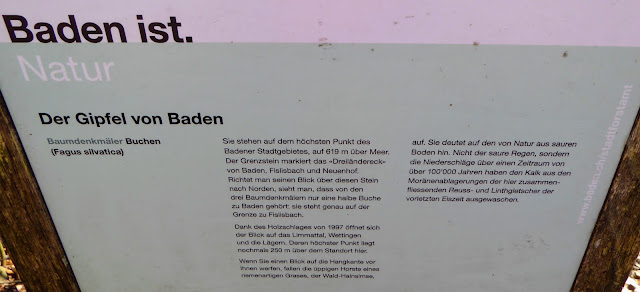 Baden ist.
Natur
Der Gipfel von Baden
Baumdenkmäler Buchen
(Fagus silvatica)
Sie stehen auf dem höchsten Punkt des
Badener Stadtgebietes, auf 619 m über Meer.
Der Grenzstein markiert das «Dreiländereck»
von Baden, Fislisbach und Neuenhof.
Richtet man seinen Blick über diesen Stein
nach Norden, sieht man, dass von den
drei Baumdenkmälern nur eine halbe Buche
zu Baden gehört: sie steht genau auf der
Grenze zu Fislisbach.
Dank des Holzschlages von 1997 öffnet sich
der Blick auf das Limmattal, Wettingen
und die Lägern. Deren höchster Punkt liegt
nochmals 250 m über dem Standort hier.
Wenn Sie einen Blick auf die Hangkante vor
Ihnen werfen, fallen die üppigen Horste eines
riemenartigen Grases, der Wald-Hainsimse,
auf. Sie deutet auf den von Natur aus sauren
Boden hin. Nicht der saure Regen, sondern
die Niederschläge über einen Zeitraum von
über 100'000 Jahren haben den Kalk aus den
Moränenablagerungen der hier zusammen-
fliessenden Reuss- und Linthgletscher der
vorletzten Eiszeit ausgewaschen.